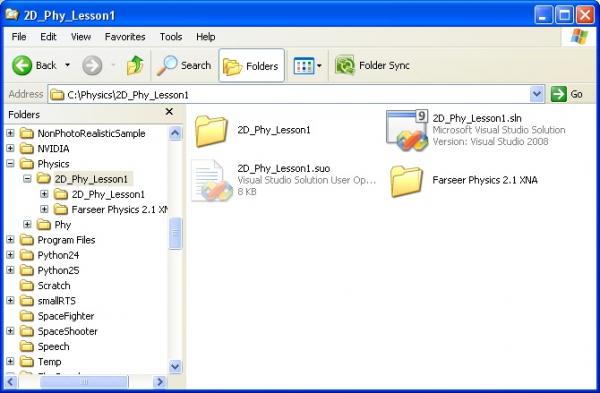 2D_Phy_Lesson1
File Edit View Favorites Tools Help
Back Search Folders Folder Sync
Address C:\Physics\2D_Phy_Lesson1 Go
Folders
NonPhotoRealisticSample
NVIDIA
Physics
2D_Phy_Lesson1
2D_Phy_Lesson1
Farseer Physics 2.1 XN
Phy
Program Files
Python24
Python25
Scratch
smallRTS
SpaceFighter
SpaceShooter
Speech
Temp
2D_Phy_Lesson1
9
2D_Phy_Lesson1.sln
Microsoft Visual Studio Solution
Version: Visual Studio 2008
2D_Phy_Lesson1.suo
Visual Studio Solution User Op...
8 KB
Farseer Physics 2.1 XNA